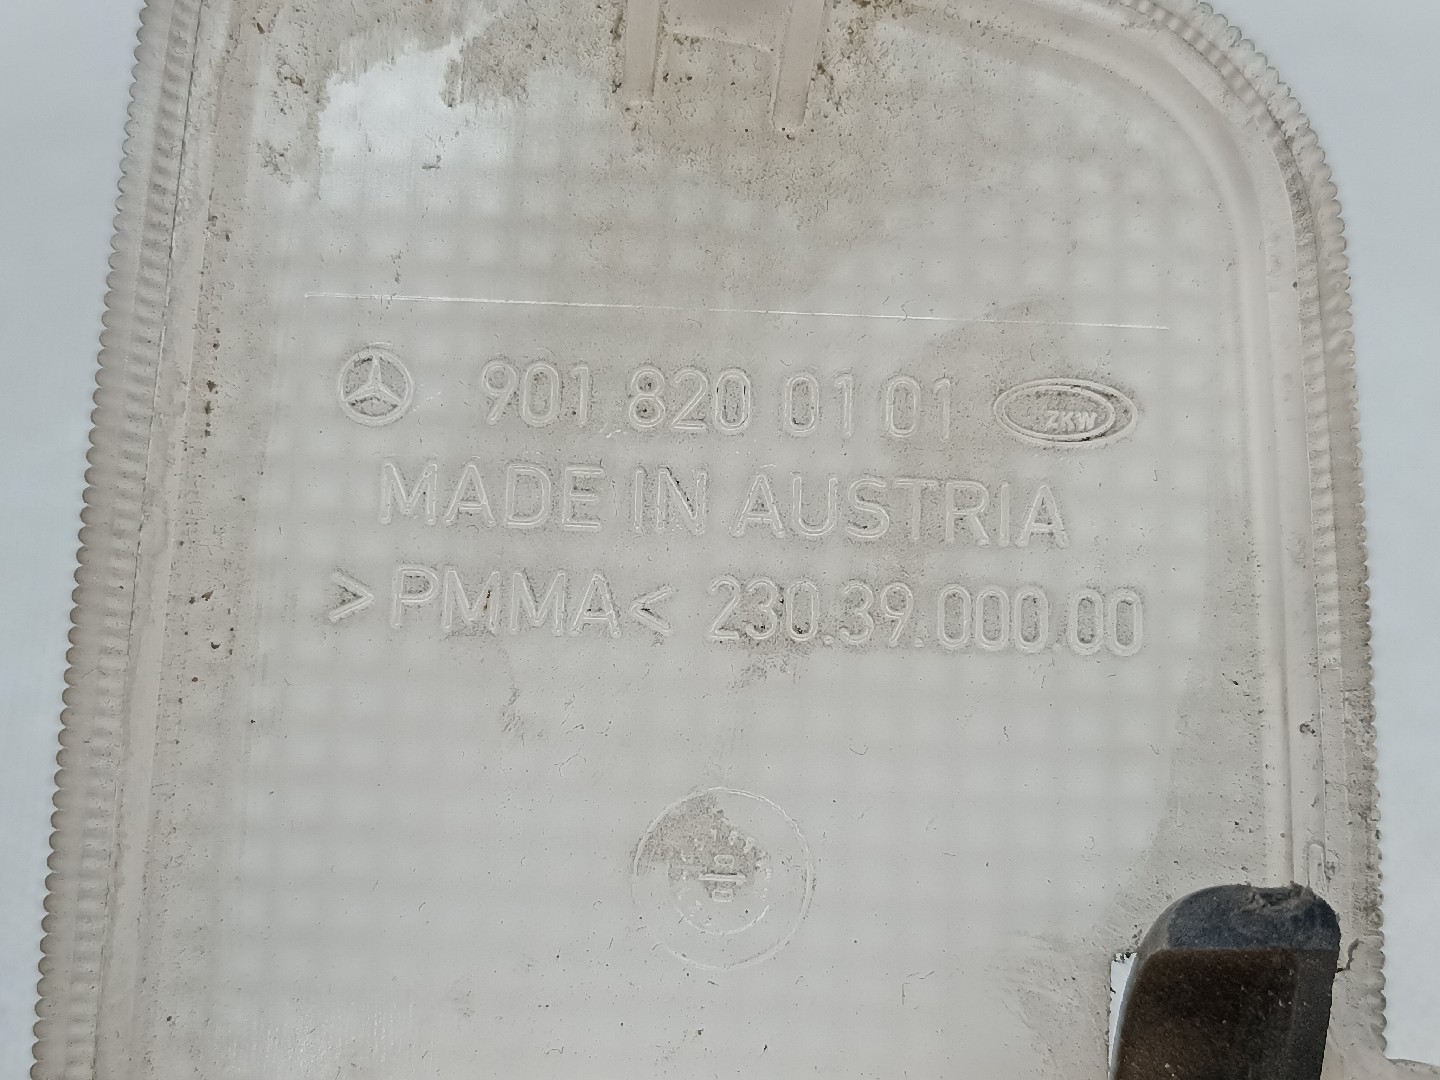 901 820 01 01 ZKW
MADE IN AUSTRIA
>PMMA< 230.39.000.00